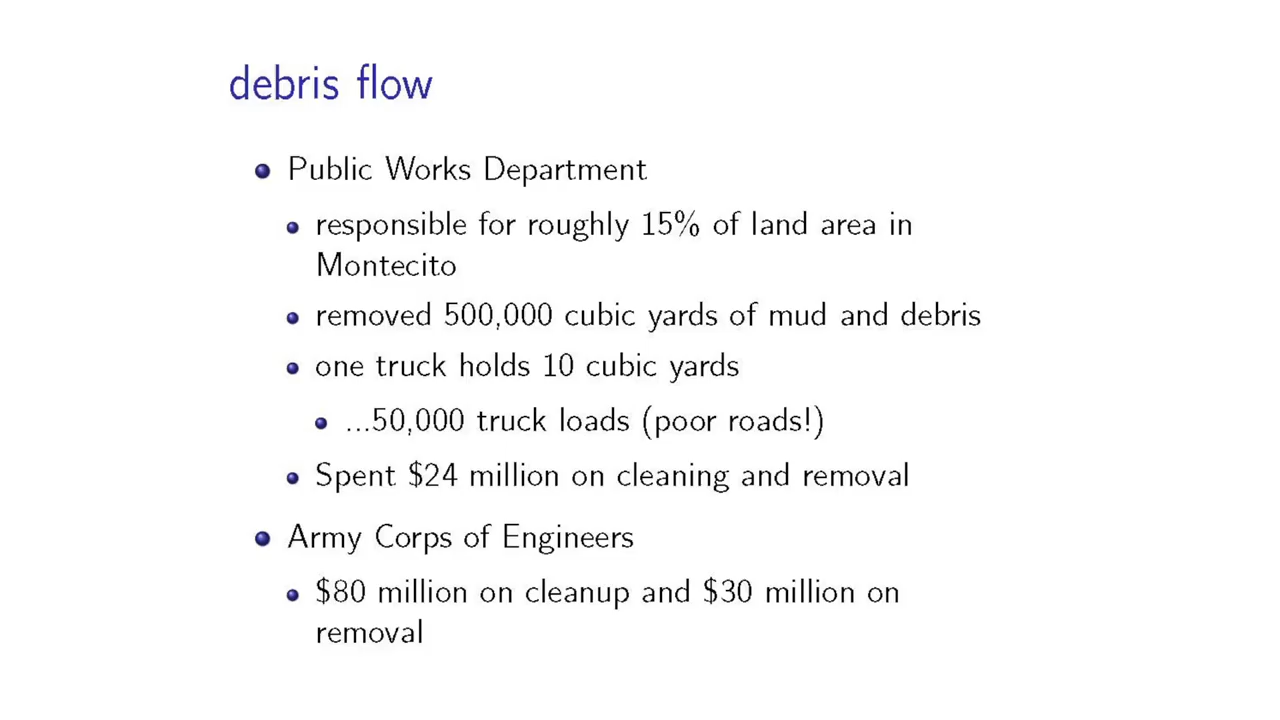 debris flow
Public Works Department
responsible for roughly 15% of land area in
Montecito
removed 500,000 cubic yards of mud and debris
one truck holds 10 cubic yards
...50,000 truck loads (poor roads!)
Spent $24 million on cleaning and removal
Army Corps of Engineers
$80 million on cleanup and $30 million on
removal